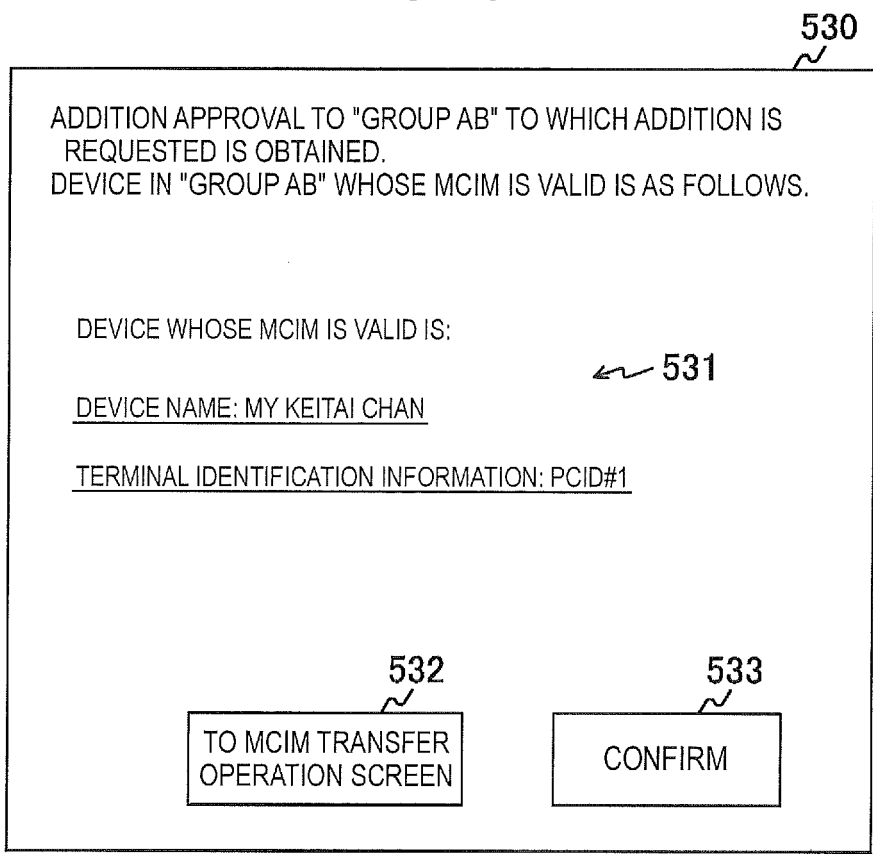 530
ADDITION APPROVAL TO "GROUP AB" TO WHICH ADDITION IS
REQUESTED IS OBTAINED.
DEVICE IN "GROUP AB" WHOSE MCIM IS VALID IS AS FOLLOWS.
DEVICE WHOSE MCIM IS VALID IS:
531
DEVICE NAME: MY KEITAI CHAN
TERMINAL IDENTIFICATION INFORMATION: PCID#1
532
533
TO MCIM TRANSFER
OPERATION SCREEN
CONFIRM